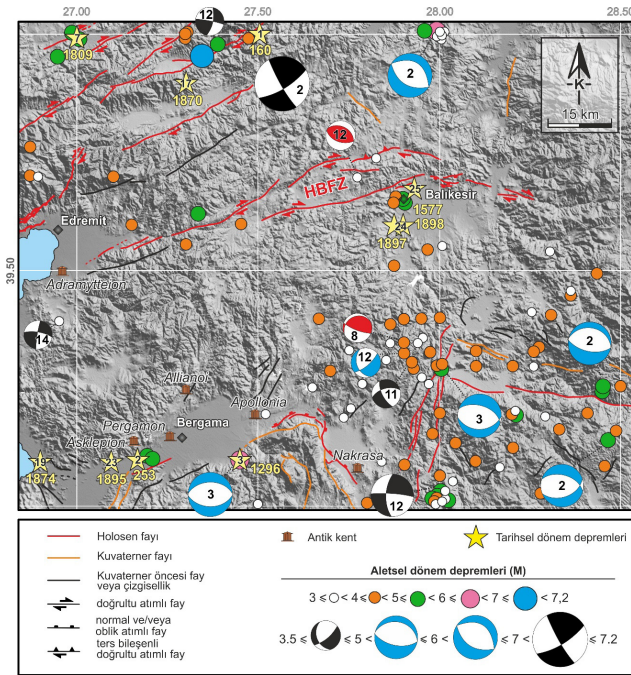 27.00
27.50
28.00
28.50
12
1809
7
160
1870
7
2
2
-K-
15 km
12
HBFZ
Balıkesir
1577
1897
1898
Edremit
Adramytteion
39.50
14
8
12
2
Allianoi
11
Apollonia
3
Pergamon
Bergama
Asklepion
Nakrasa
1874
1895
253
1296
3
12
2
Holosen fayı
Antik kent
Tarihsel dönem depremleri
Kuvaterner fayı
Kuvaterner öncesi fay
veya çizgisellik
Aletsel dönem depremleri (M)
doğrultu atımlı fay
3 ⩽ < 4⩽ < 5⩽ < 6 ⩽ < 7 ⩽ < 7,2
normal ve/veya
oblik atımlı fay
ters bileşenli
doğrultu atımlı fay
3.5 ⩽ ⩽ 5 < ⩽ 6 < ⩽ 7 < ⩽ 7.2